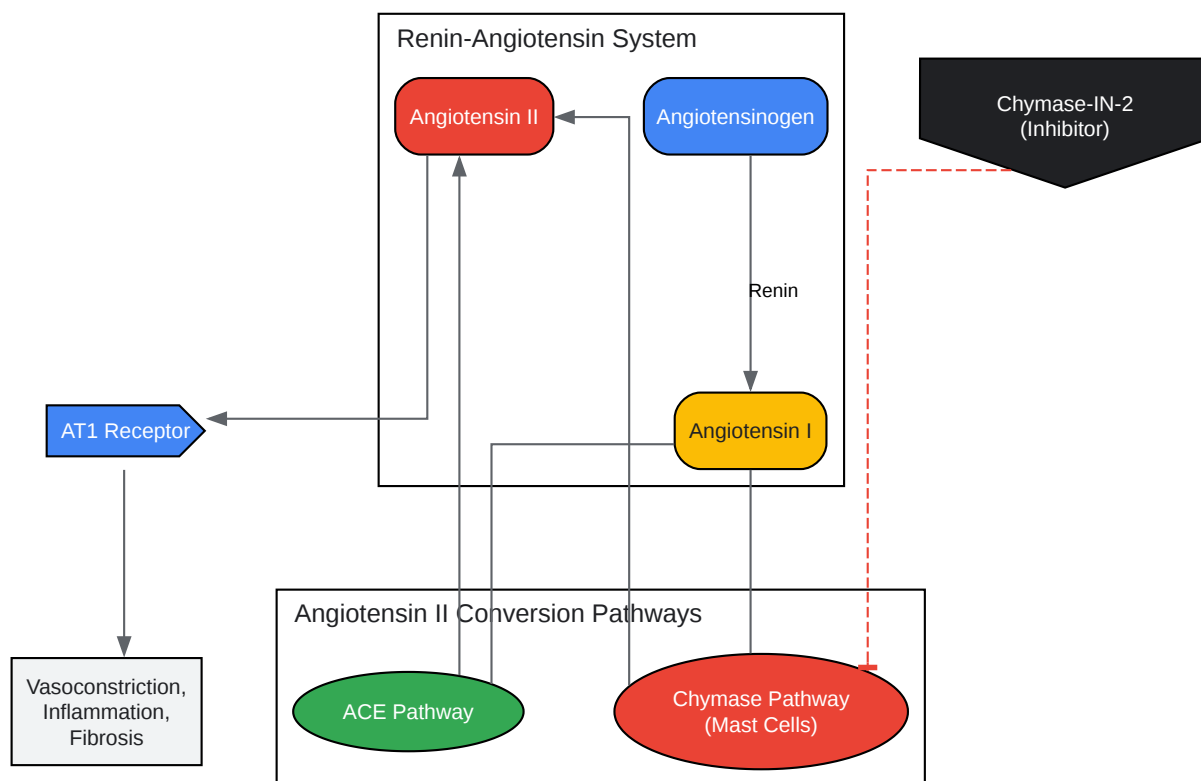 Renin-Angiotensin System
Angiotensin II
Angiotensinogen
Chymase-IN-2
(Inhibitor)
Renin
AT1 Receptor
Angiotensin I
Angiotensin II Conversion Pathways
Vasoconstriction,
Inflammation,
Fibrosis
ACE Pathway
Chymase Pathway
(Mast Cells)